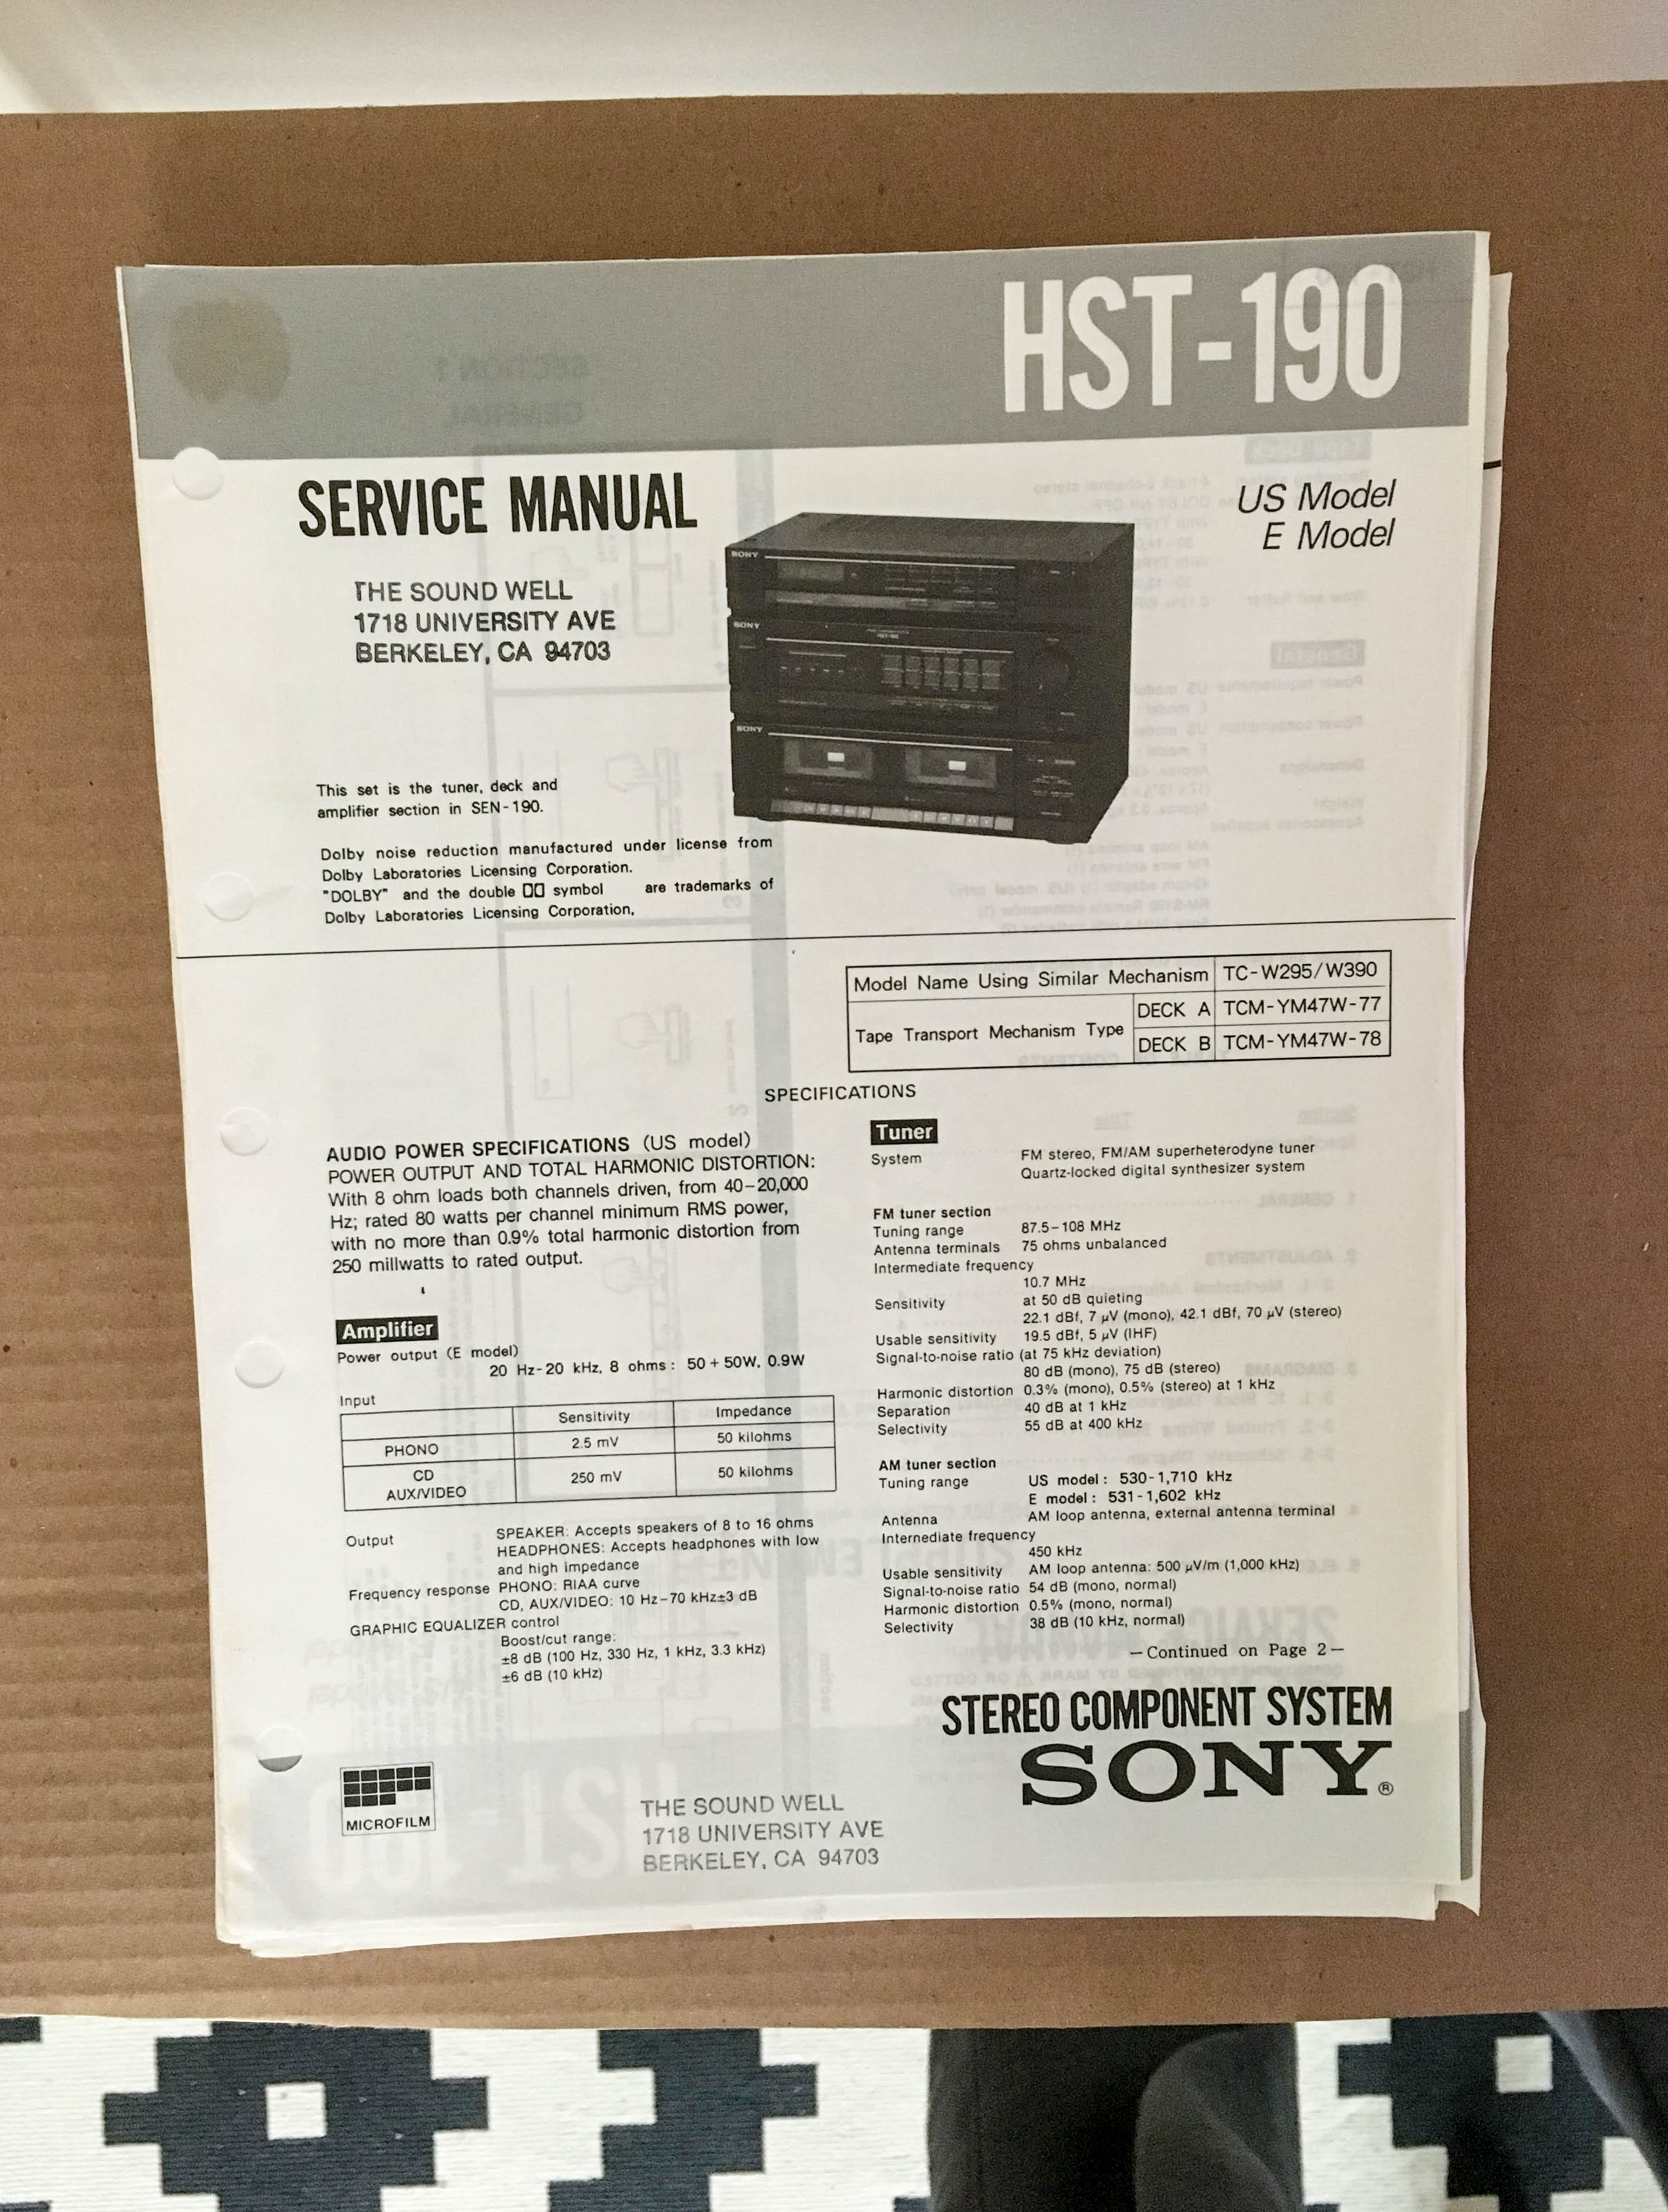 HST-190
SERVICE MANUAL
US Model
E Model
THE SOUND WELL
1718 UNIVERSITY AVE
BERKELEY, CA 94703
SONY
SONY
HST-190
SONY
This set is the tuner, deck and
amplifier section in SEN-190.
Dolby noise reduction manufactured under license from
Dolby Laboratories Licensing Corporation.
"DOLBY" and the double symbol are trademarks of
Dolby Laboratories Licensing Corporation,
Model Name Using Similar Mechanism TC-W295/W390
Tape Transport Mechanism Type DECK A TCM-YM47W-77
DECK B TCM-YM47W-78
SPECIFICATIONS
AUDIO POWER SPECIFICATIONS (US model)
POWER OUTPUT AND TOTAL HARMONIC DISTORTION:
With 8 ohm loads both channels driven, from 40-20,000
Hz; rated 80 watts per channel minimum RMS power,
with no more than 0.9% total harmonic distortion from
250 millwatts to rated output.
Amplifier
Power output (E model)
20 Hz-20 kHz, 8 ohms: 50 + 50W, 0.9W
Input
Sensitivity Impedance
PHONO 2.5 mV 50 kilohms
CD
AUX/VIDEO 250 mV 50 kilohms
Output SPEAKER: Accepts speakers of 8 to 16 ohms
HEADPHONES: Accepts headphones with low
and high impedance
Frequency response PHONO: RIAA curve
CD, AUX/VIDEO: 10 Hz-70 kHz±3 dB
GRAPHIC EQUALIZER control
Boost/cut range:
±8 dB (100 Hz, 330 Hz, 1 kHz, 3.3 kHz)
±6 dB (10 kHz)
Tuner
System FM stereo, FM/AM superheterodyne tuner
Quartz-locked digital synthesizer system
FM tuner section
Tuning range 87.5-108 MHz
Antenna terminals 75 ohms unbalanced
Intermediate frequency
10.7 MHz
Sensitivity at 50 dB quieting
22.1 dBf, 7 μV (mono), 42.1 dBf, 70 μV (stereo)
Usable sensitivity 19.5 dBf, 5 μV (IHF)
Signal-to-noise ratio (at 75 kHz deviation)
80 dB (mono), 75 dB (stereo)
Harmonic distortion 0.3% (mono), 0.5% (stereo) at 1 kHz
Separation 40 dB at 1 kHz
Selectivity 55 dB at 400 kHz
AM tuner section
Tuning range US model: 530-1,710 kHz
E model: 531-1,602 kHz
Antenna AM loop antenna, external antenna terminal
Internediate frequency
450 kHz
Usable sensitivity AM loop antenna: 500 μV/m (1,000 kHz)
Signal-to-noise ratio 54 dB (mono, normal)
Harmonic distortion 0.5% (mono, normal)
Selectivity 38 dB (10 kHz, normal)
—Continued on Page 2—
STEREO COMPONENT SYSTEM
SONY®
MICROFILM
THE SOUND WELL
1718 UNIVERSITY AVE
BERKELEY, CA 94703